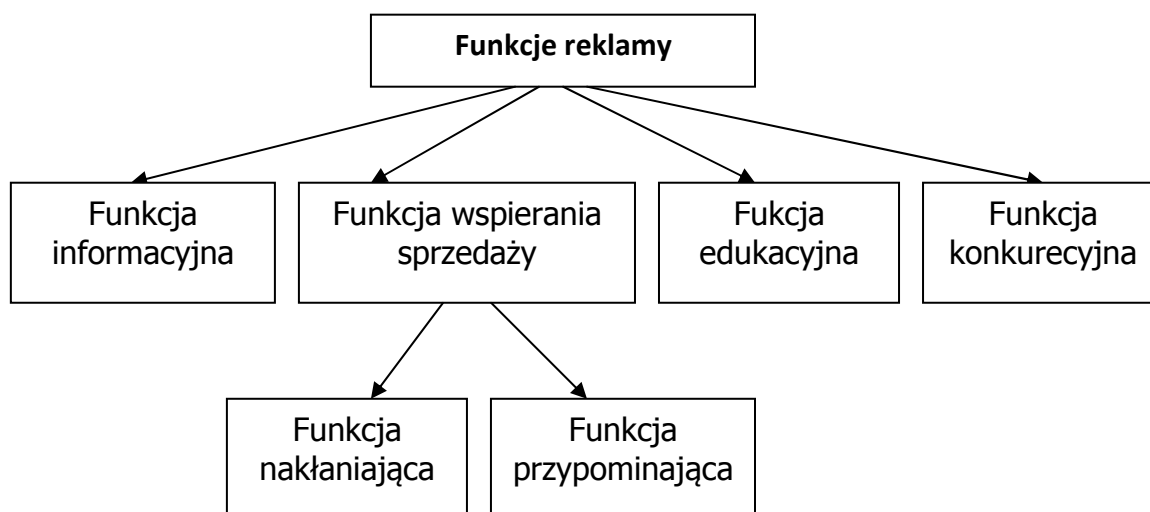 Funkcje reklamy
Funkcja
informacyjna
Funkcja wspierania
sprzedaży
Fukcja
edukacyjna
Funkcja
konkurecyjna
Funkcja
nakłaniająca
Funkcja
przypominająca